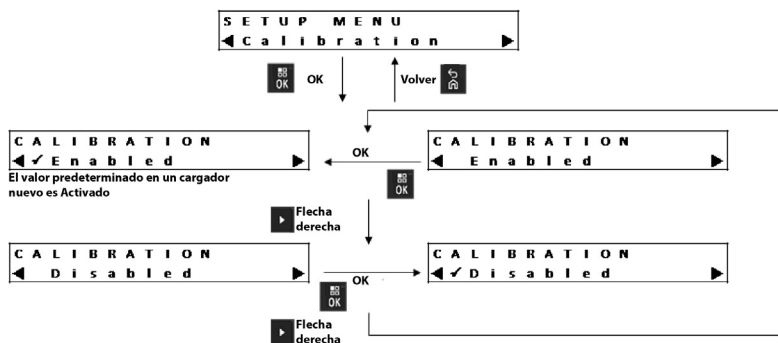 SETUP MENU
Calibration
OK
OK
Volver
CALIBRATION
✓Enabled
El valor predeterminado en un cargador
nuevo es Activado
OK
OK
CALIBRATION
Enabled
Flecha
derecha
CALIBRATION
Disabled
OK
OK
CALIBRATION
✓Disabled
Flecha
derecha